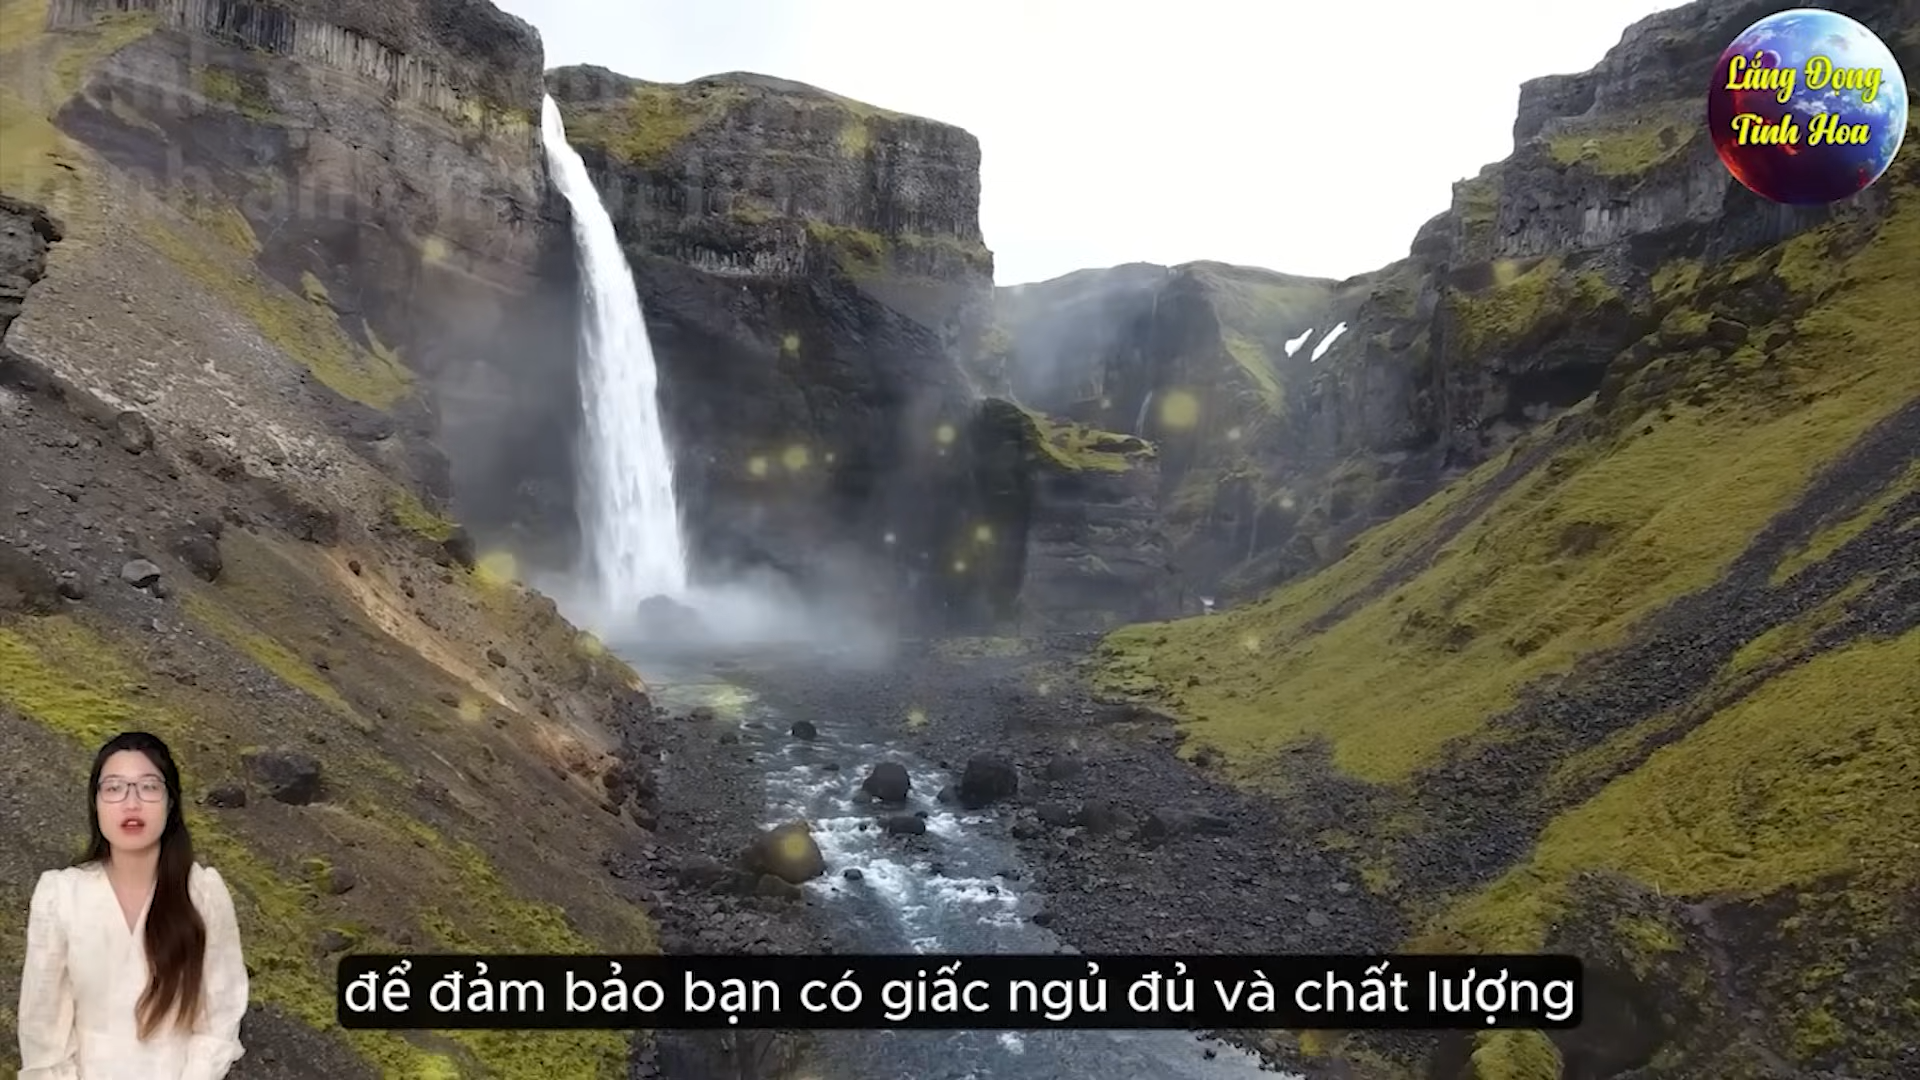 Lắng Đọng
Tinh Hoa
để đảm bảo bạn có giấc ngủ đủ và chất lượng